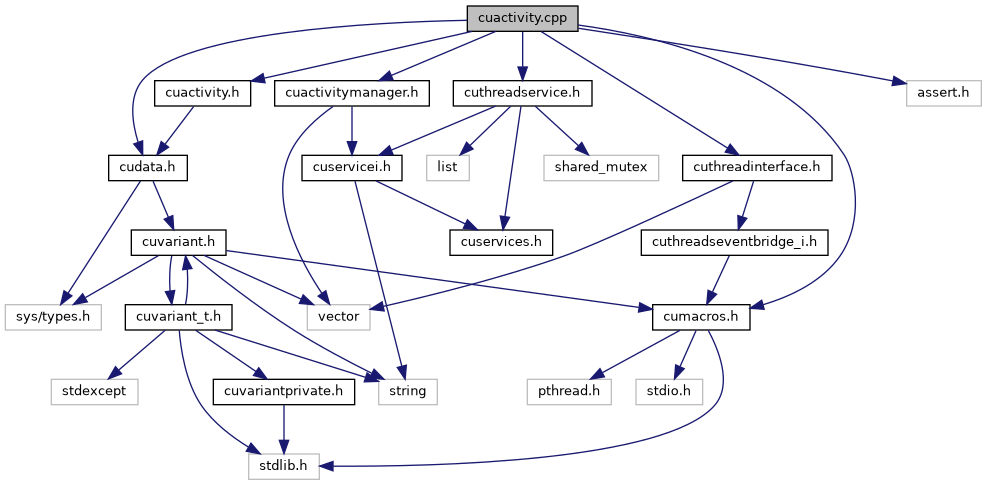 cuactivity.cpp
cuactivity.h
cuactivitymanager.h
cuthreadservice.h
assert.h
cudata.h
cuservicei.h
list
shared_mutex
cuthreadinterface.h
cuvariant.h
cuservices.h
cuthreadseventbridge_i.h
sys/types.h
cuvariant_t.h
vector
cumacros.h
stdexcept
cuvariantprivate.h
string
pthread.h
stdio.h
stdlib.h